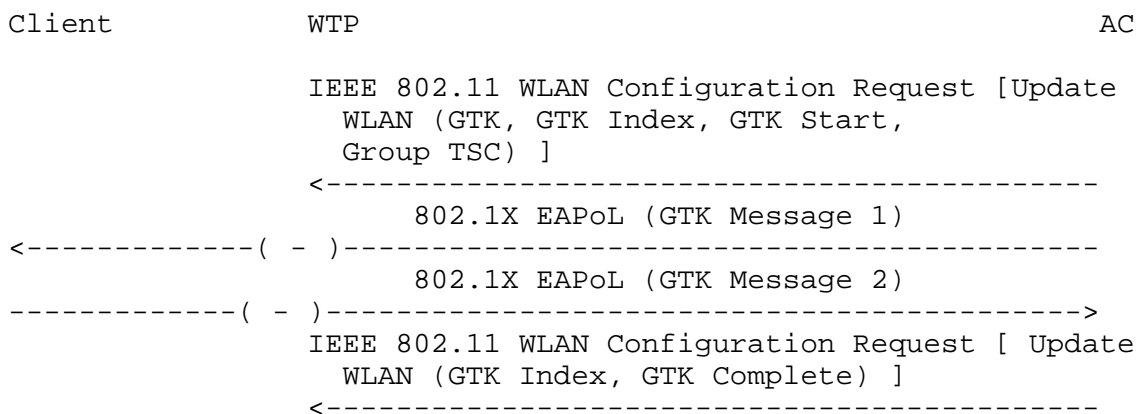 Client           WTP                                           AC

                 IEEE 802.11 WLAN Configuration Request [Update
                   WLAN (GTK, GTK Index, GTK Start,
                   Group TSC) ]
                 <--------------------------------------------
                       802.1X EAPoL (GTK Message 1)
<-------------( - )-------------------------------------------
                       802.1X EAPoL (GTK Message 2)
-------------( - )------------------------------------------->
                 IEEE 802.11 WLAN Configuration Request [ Update
                   WLAN (GTK Index, GTK Complete) ]
                 <--------------------------------------------